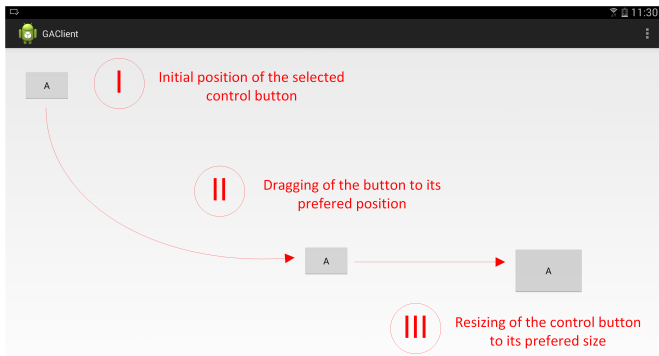 11:30
GAClient
A
I
Initial position of the selected
control button
II
Dragging of the button to its
prefered position
A
A
III
Resizing of the control button
to its prefered size